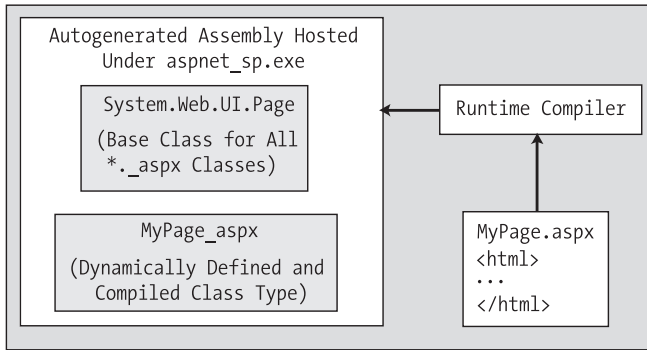 Autogenerated Assembly Hosted
Under aspnet_sp.exe
System.Web.UI.Page
(Base Class for All
*._aspx Classes)
MyPage_aspx
(Dynamically Defined and
Compiled Class Type)
Runtime Compiler
MyPage.aspx
<html>
...
</html>